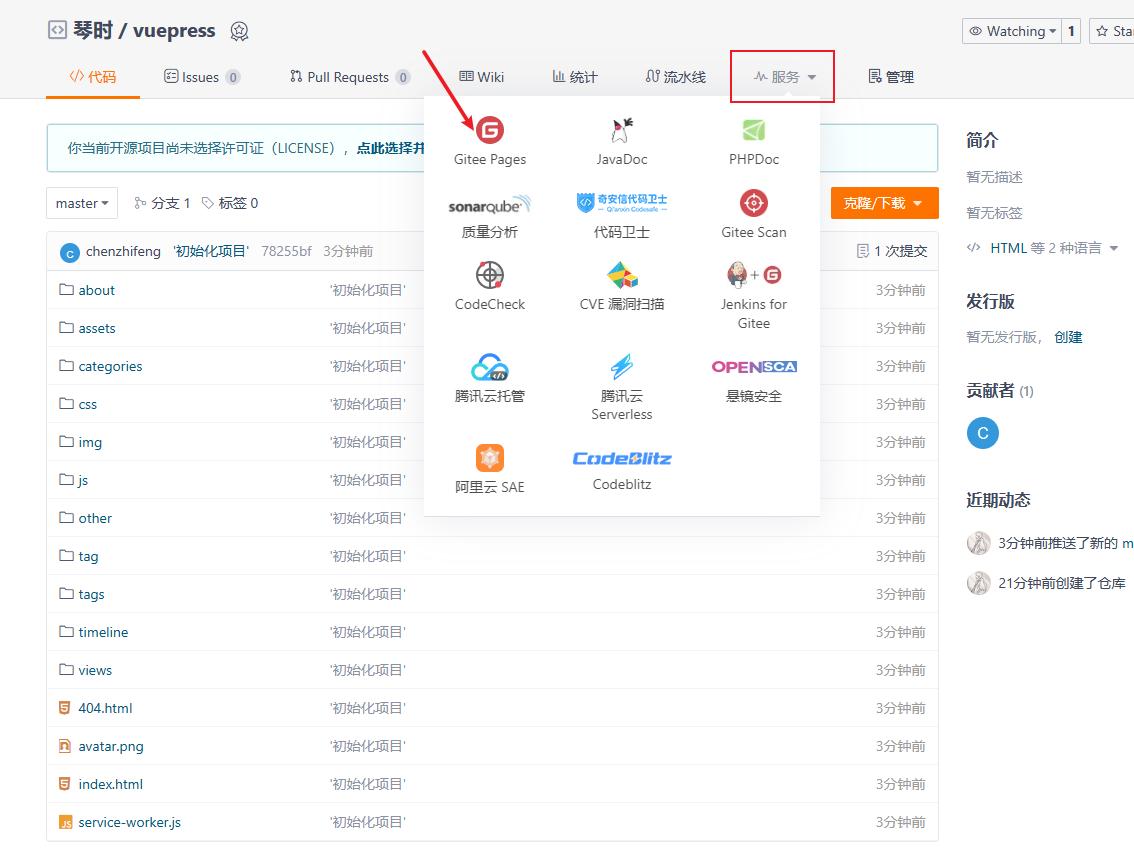 琴时 / vuepress
Watching 1
Sta
代码 Issues 0 Pull Requests 0 Wiki 统计 流水线 服务 管理
你当前开源项目尚未选择许可证（LICENSE），点此选择并
Gitee Pages JavaDoc PHPDoc
sonarqube 奇安信代码卫士
Qi'anxin Codesafe
质量分析 代码卫士 Gitee Scan
CodeCheck CVE 漏洞扫描 Jenkins for
Gitee
OPENSCA
腾讯云托管 腾讯云
Serverless
悬镜安全
CodeBlitz
阿里云 SAE Codeblitz
master 分支 1 标签 0 克隆/下载
C chenzhifeng '初始化项目' 78255bf 3分钟前 1 次提交
about '初始化项目' 3分钟前
assets '初始化项目' 3分钟前
categories '初始化项目' 3分钟前
css '初始化项目' 3分钟前
img '初始化项目' 3分钟前
js '初始化项目' 3分钟前
other '初始化项目' 3分钟前
tag '初始化项目' 3分钟前
tags '初始化项目' 3分钟前
timeline '初始化项目' 3分钟前
views '初始化项目' 3分钟前
404.html '初始化项目' 3分钟前
avatar.png '初始化项目' 3分钟前
index.html '初始化项目' 3分钟前
service-worker.js '初始化项目' 3分钟前
简介
暂无描述
暂无标签
HTML 等 2 种语言
发行版
暂无发行版， 创建
贡献者 (1)
C
近期动态
3分钟前推送了新的 m
21分钟前创建了仓库